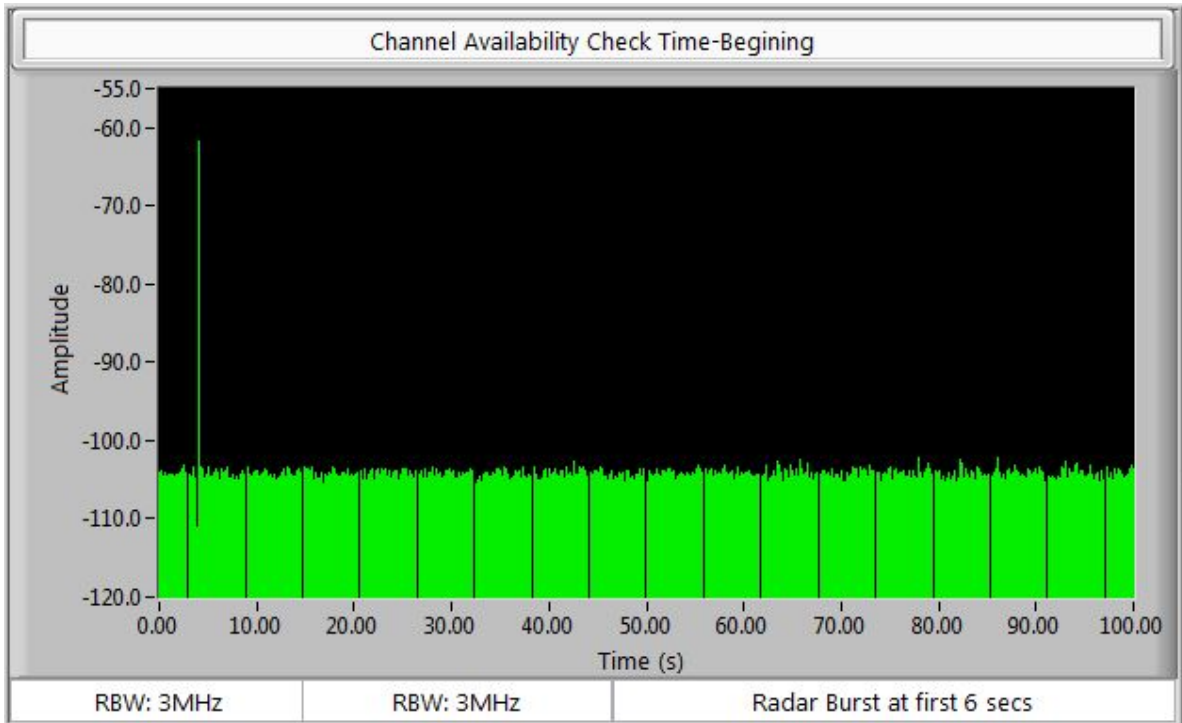 Channel Availability Check Time-Begining
-55.0
-60.0
-70.0
-80.0
-90.0
-100.0
-110.0
-120.0
Amplitude
0.00 10.00 20.00 30.00 40.00 50.00 60.00 70.00 80.00 90.00 100.00
Time (s)
RBW: 3MHz RBW: 3MHz Radar Burst at first 6 secs